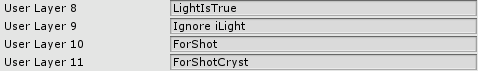 User Layer 8 LightIsTrue
User Layer 9 Ignore iLight
User Layer 10 ForShot
User Layer 11 ForShotCryst